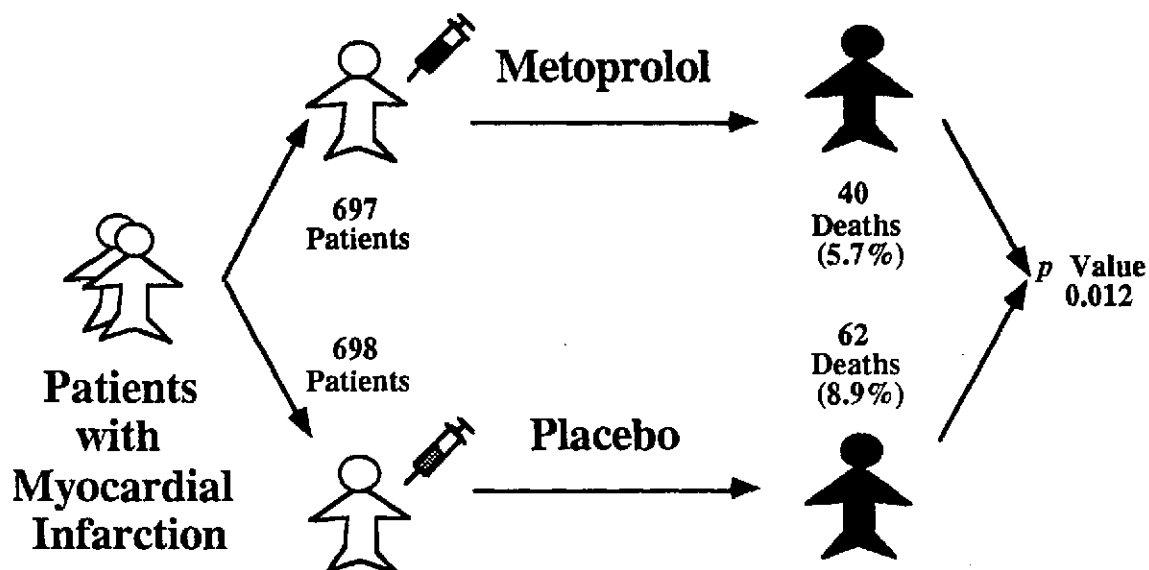 Metoprolol
697
Patients
40
Deaths
(5.7%)
Patients
with
Myocardial
Infarction
698
Patients
Placebo
62
Deaths
(8.9%)
p Value
0.012